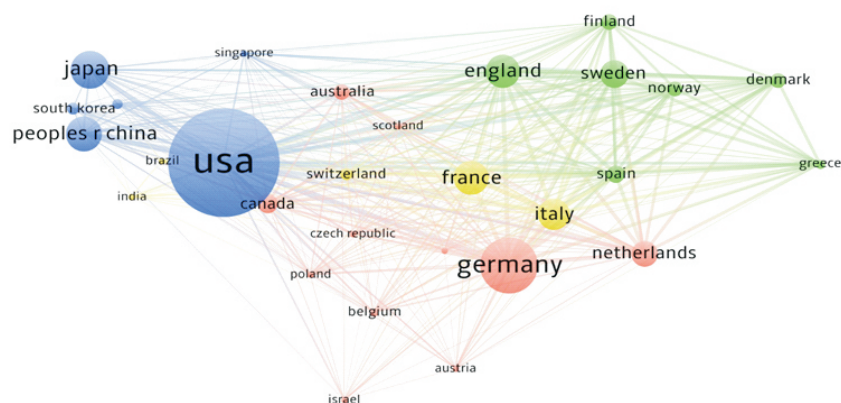 finland
singapore
japan
england
sweden
denmark
norway
australia
south korea
scotland
peoples r china
usa
brazil
switzerland
france
spain
greece
india
canada
italy
czech republic
netherlands
germany
poland
belgium
austria
israel